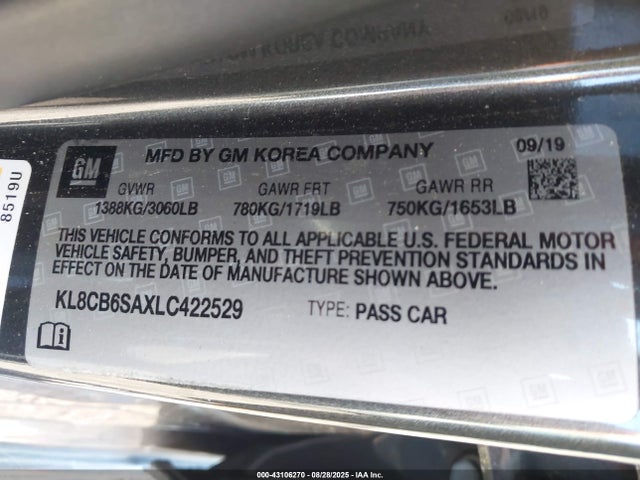 MFD BY GM KOREA COMPANY
09/19
GM
GVWR GAWR FRT GAWR RR
1388KG/3060LB 780KG/1719LB 750KG/1653LB
THIS VEHICLE CONFORMS TO ALL APPLICABLE U.S. FEDERAL MOTOR
VEHICLE SAFETY, BUMPER, AND THEFT PREVENTION STANDARDS IN
EFFECT ON THE DATE OF MANUFACTURE SHOWN ABOVE.
KL8CB6SAXLC422529 TYPE: PASS CAR
8519U
000-43106270 - 08/28/2025 - IAA Inc.